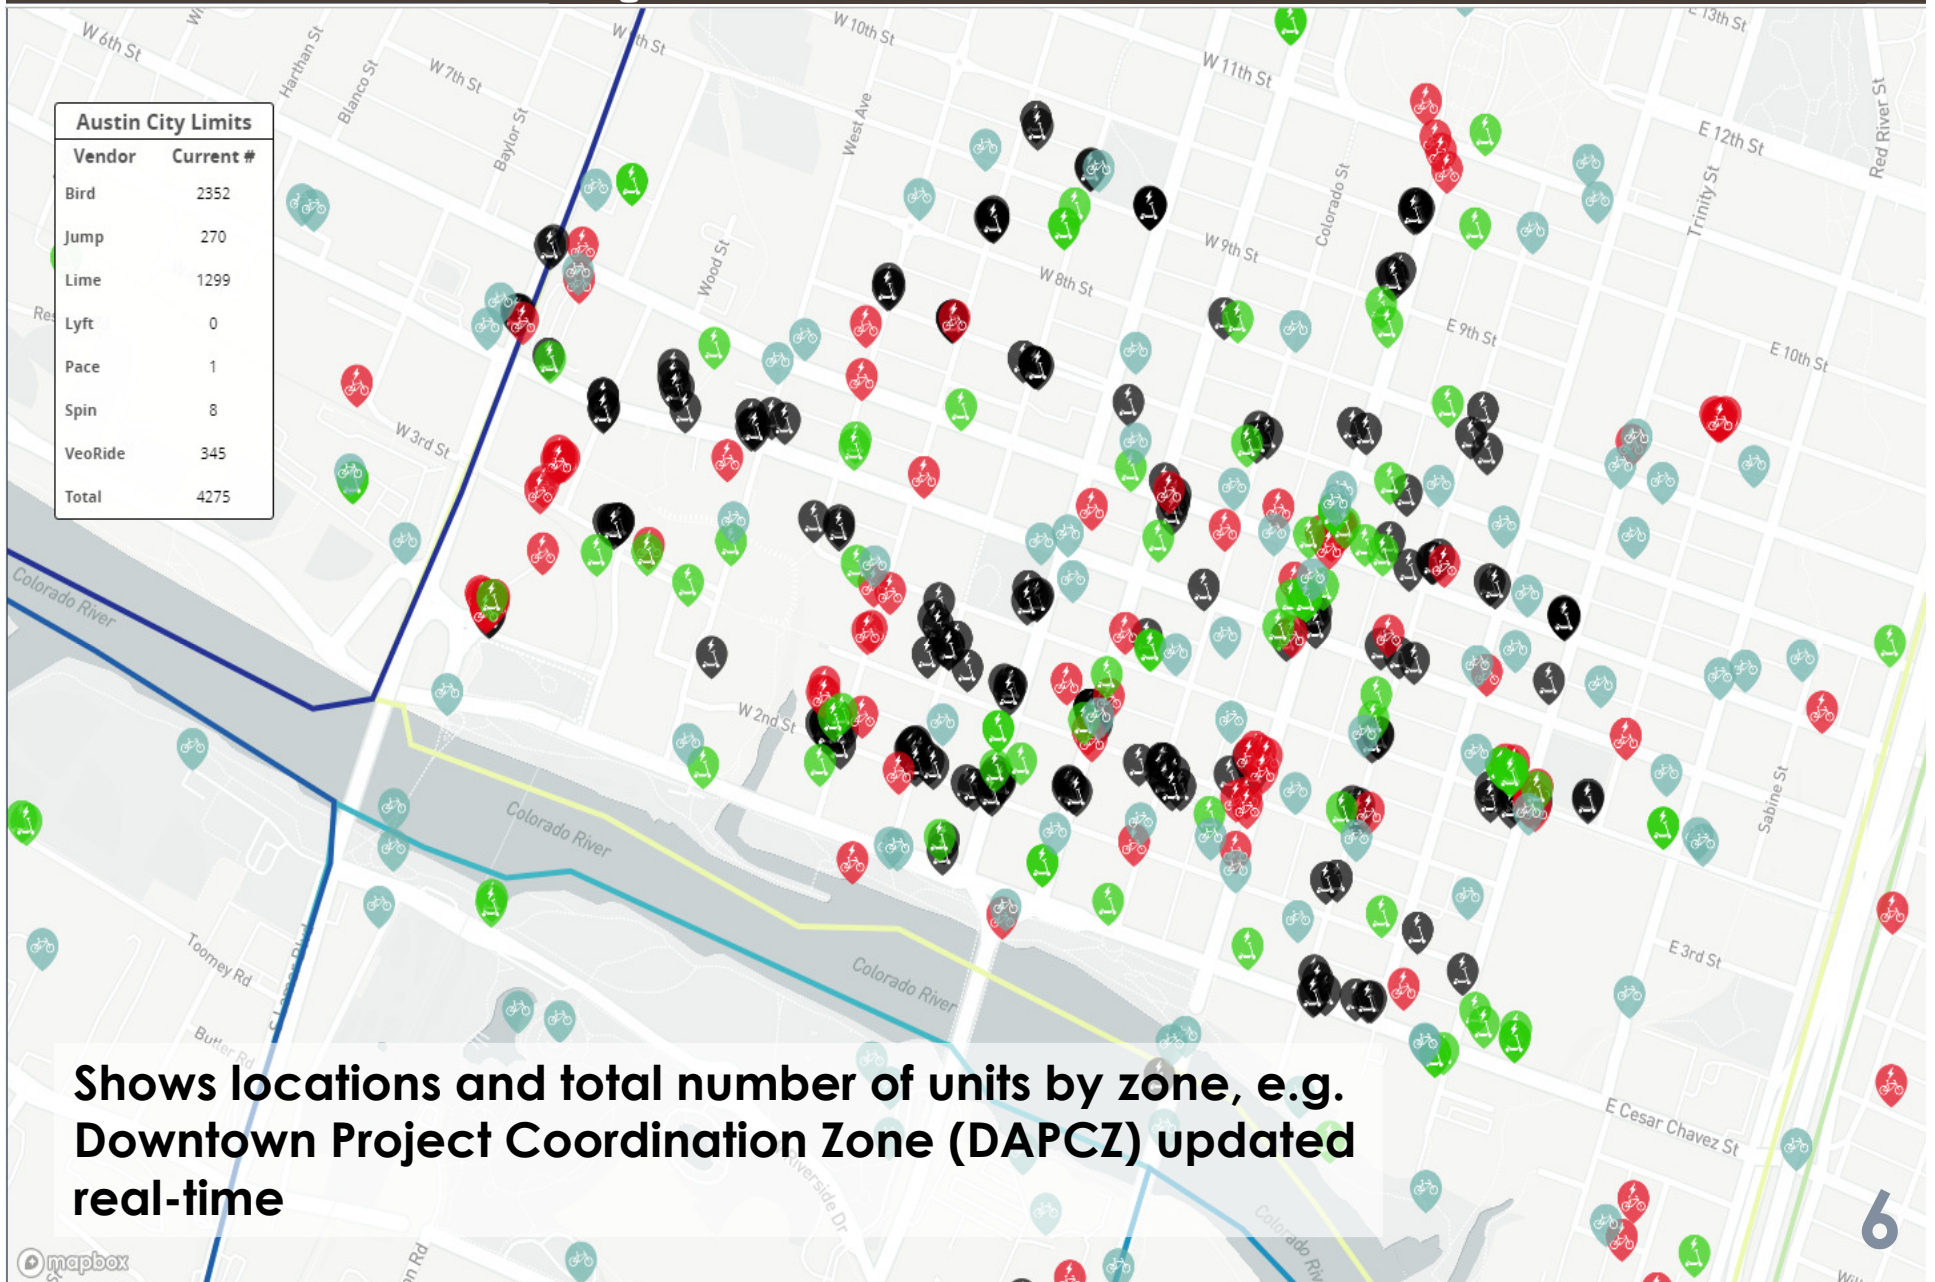 W 6th St
Harthan St
Blanco St
W 7th St
Baylor St
W 10th St
W 11th St
E 13th St
E 12th St
Red River St
West Ave
Colorado St
Trinity St
Wood St
W 9th St
W 8th St
E 9th St
E 10th St
Austin City Limits
Vendor Current #
Bird 2352
Jump 270
Lime 1299
Lyft 0
Pace 1
Spin 8
VeoRide 345
Total 4275
W 3rd St
Colorado River
W 2nd St
Colorado River
Sabine St
Colorado River
E 3rd St
Toomey Rd
S Lamar Blvd
Butler Rd
E Cesar Chavez St
Riverside Dr
Shows locations and total number of units by zone, e.g.
Downtown Project Coordination Zone (DAPCZ) updated
real-time
6
mapbox